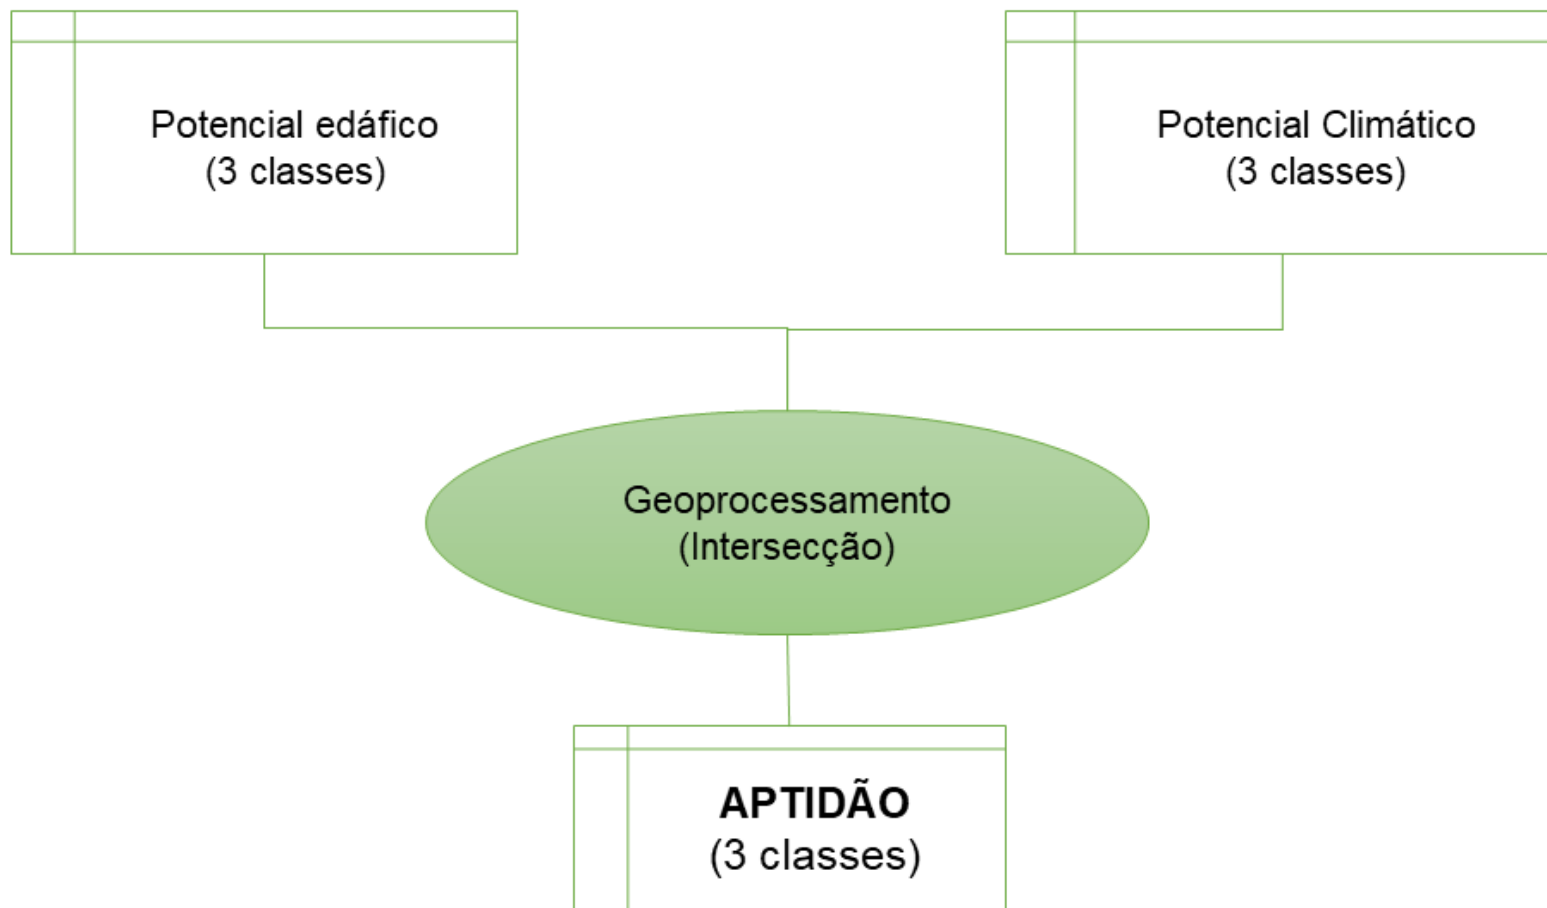 Potencial edáfico
(3 classes)
Potencial Climático
(3 classes)
Geoprocessamento
(Intersecção)
APTIDÃO
(3 classes)